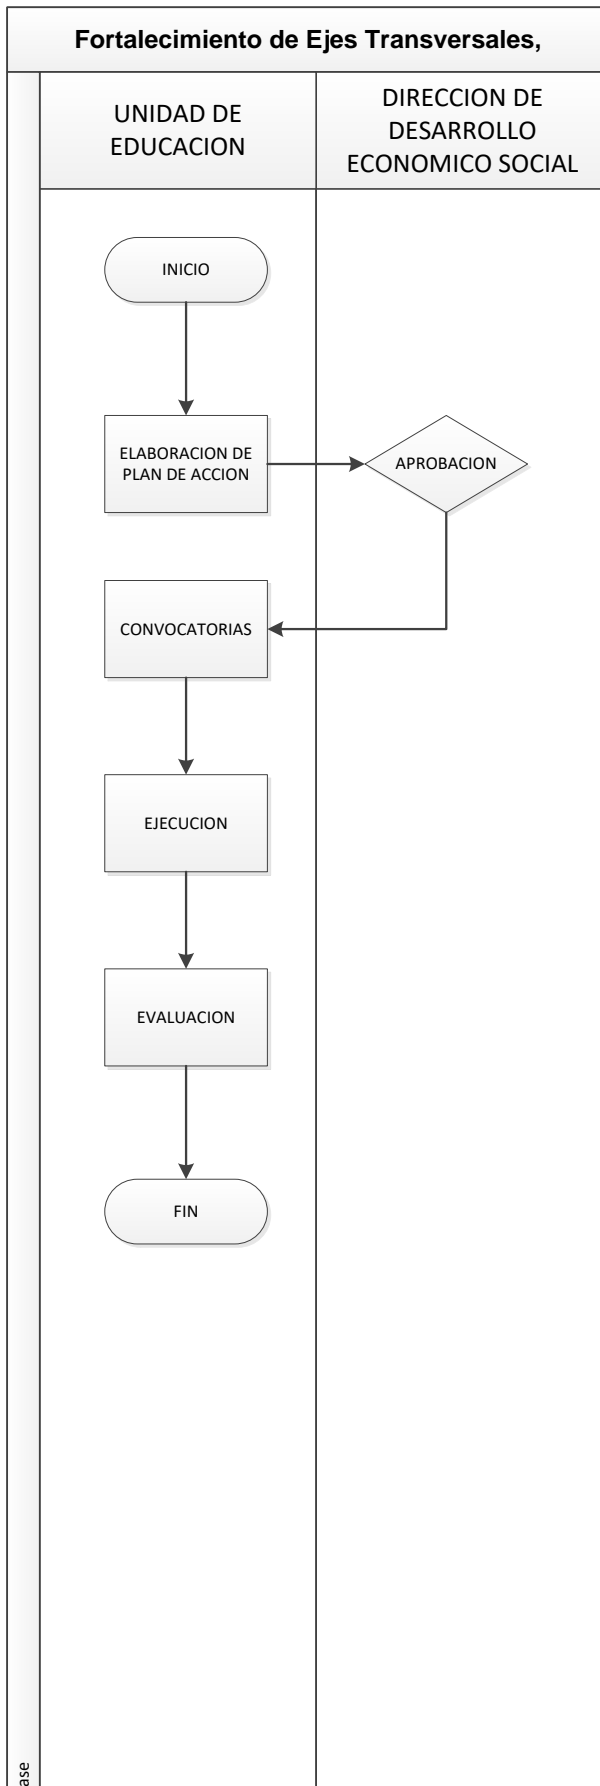 Fortalecimiento de Ejes Transversales,
UNIDAD DE
EDUCACION
DIRECCION DE
DESARROLLO
ECONOMICO SOCIAL
INICIO
ELABORACION DE
PLAN DE ACCION
APROBACION
CONVOCATORIAS
EJECUCION
EVALUACION
FIN
ase